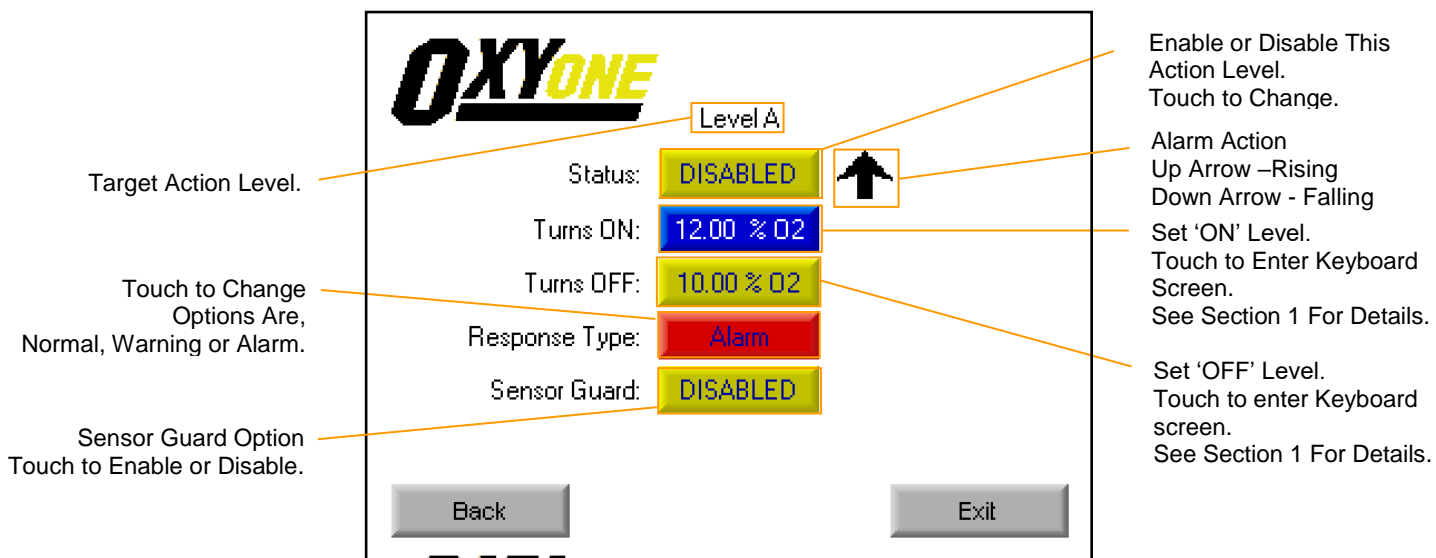 OXYONE
Level A
Status: DISABLED
Turns ON: 12.00 % O2
Turns OFF: 10.00 % O2
Response Type: Alarm
Sensor Guard: DISABLED
Back
Exit
Target Action Level.
Touch to Change
Options Are,
Normal, Warning or Alarm.
Sensor Guard Option
Touch to Enable or Disable.
Enable or Disable This
Action Level.
Touch to Change.
Alarm Action
Up Arrow –Rising
Down Arrow - Falling
Set ‘ON’ Level.
Touch to Enter Keyboard
Screen.
See Section 1 For Details.
Set ‘OFF’ Level.
Touch to enter Keyboard
screen.
See Section 1 For Details.